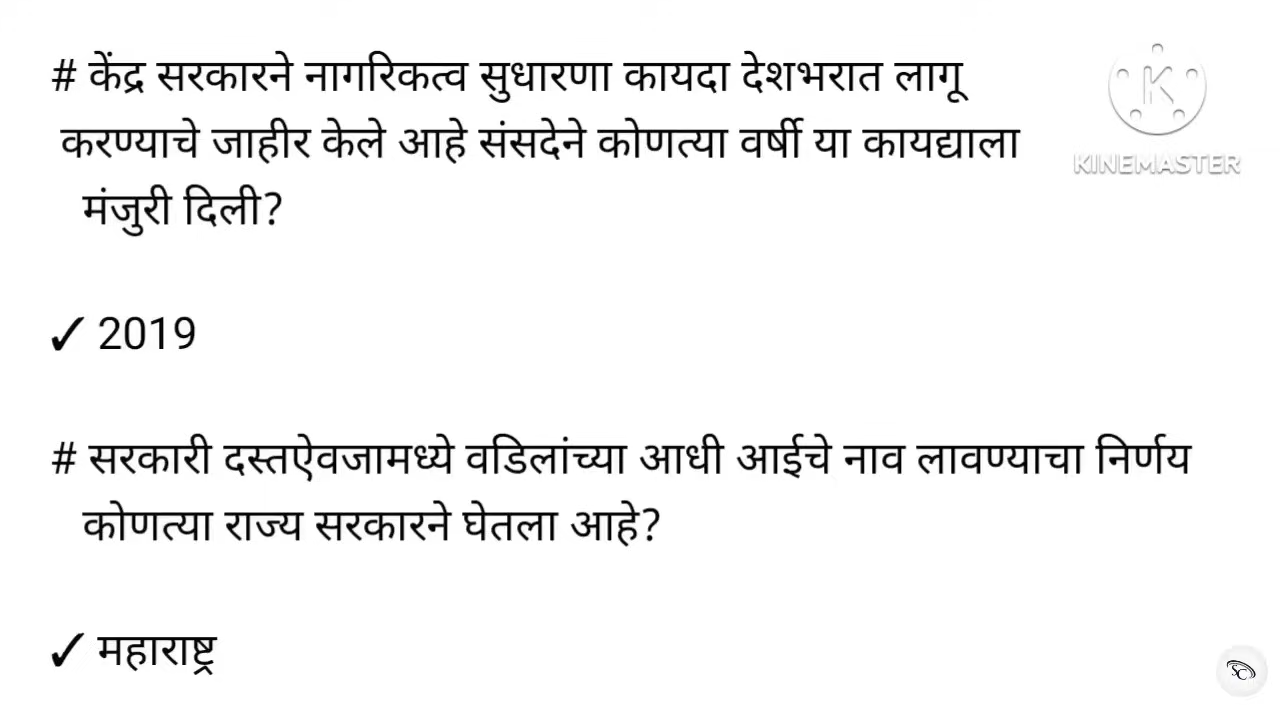 # केंद्र सरकारने नागरिकत्व सुधारणा कायदा देशभरात लागू
करण्याचे जाहीर केले आहे संसदेने कोणत्या वर्षी या कायद्याला
मंजुरी दिली?
✓ 2019
# सरकारी दस्तऐवजामध्ये वडिलांच्या आधी आईचे नाव लावण्याचा निर्णय
कोणत्या राज्य सरकारने घेतला आहे?
✓ महाराष्ट्र
K
KINEMASTER
SC